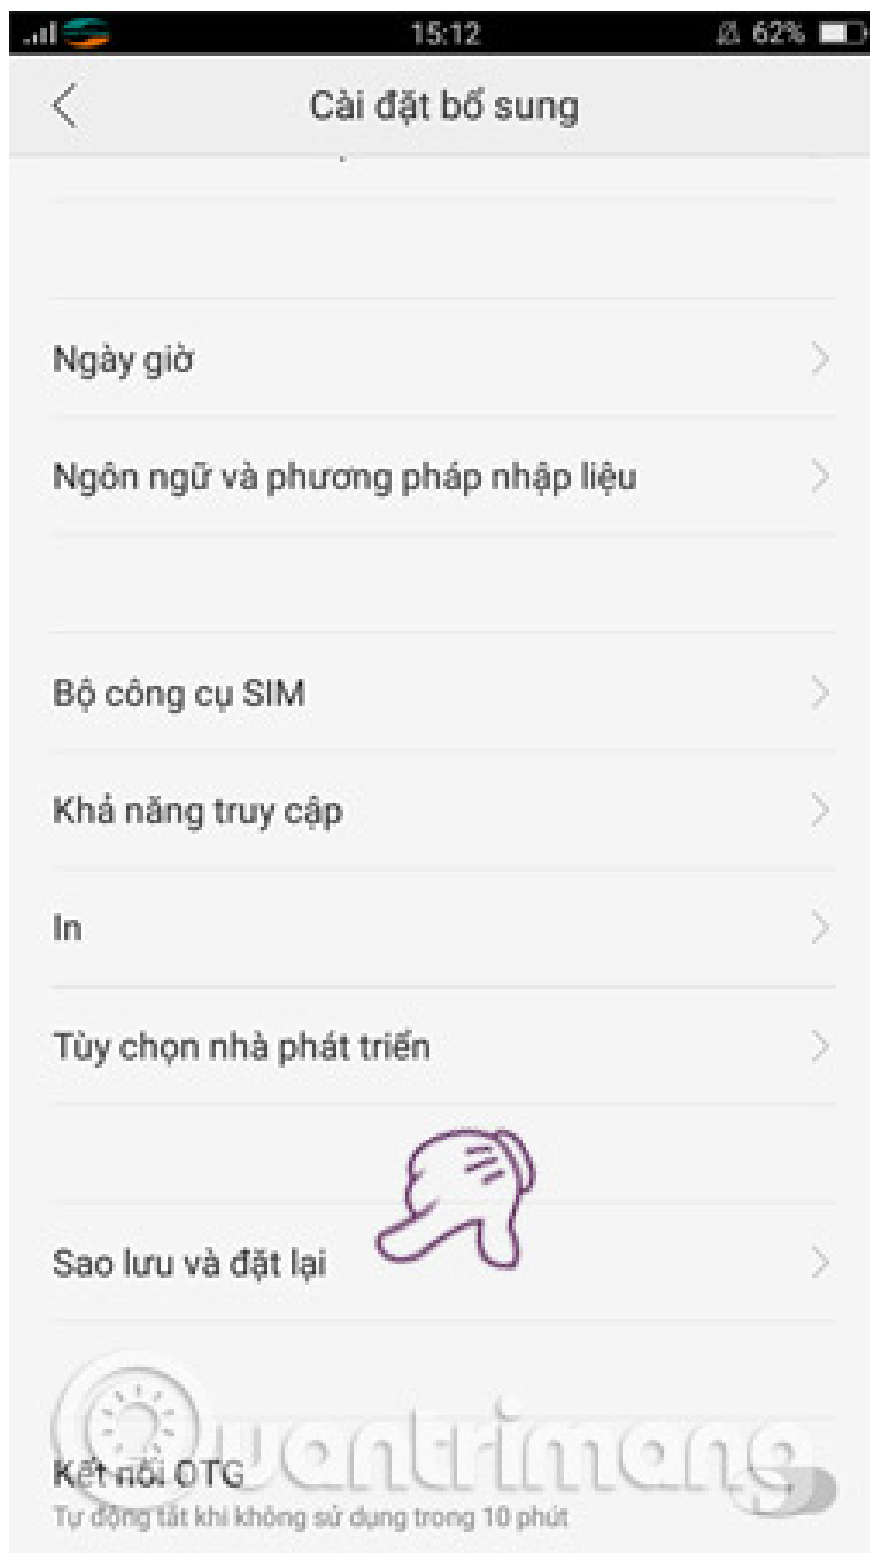 15:12
62%
Cài đặt bổ sung
Ngày giờ
Ngôn ngữ và phương pháp nhập liệu
Bộ công cụ SIM
Khả năng truy cập
In
Tùy chọn nhà phát triển
Sao lưu và đặt lại
Quantrimang
Kết nối OTG
Tự động tắt khi không sử dụng trong 10 phút